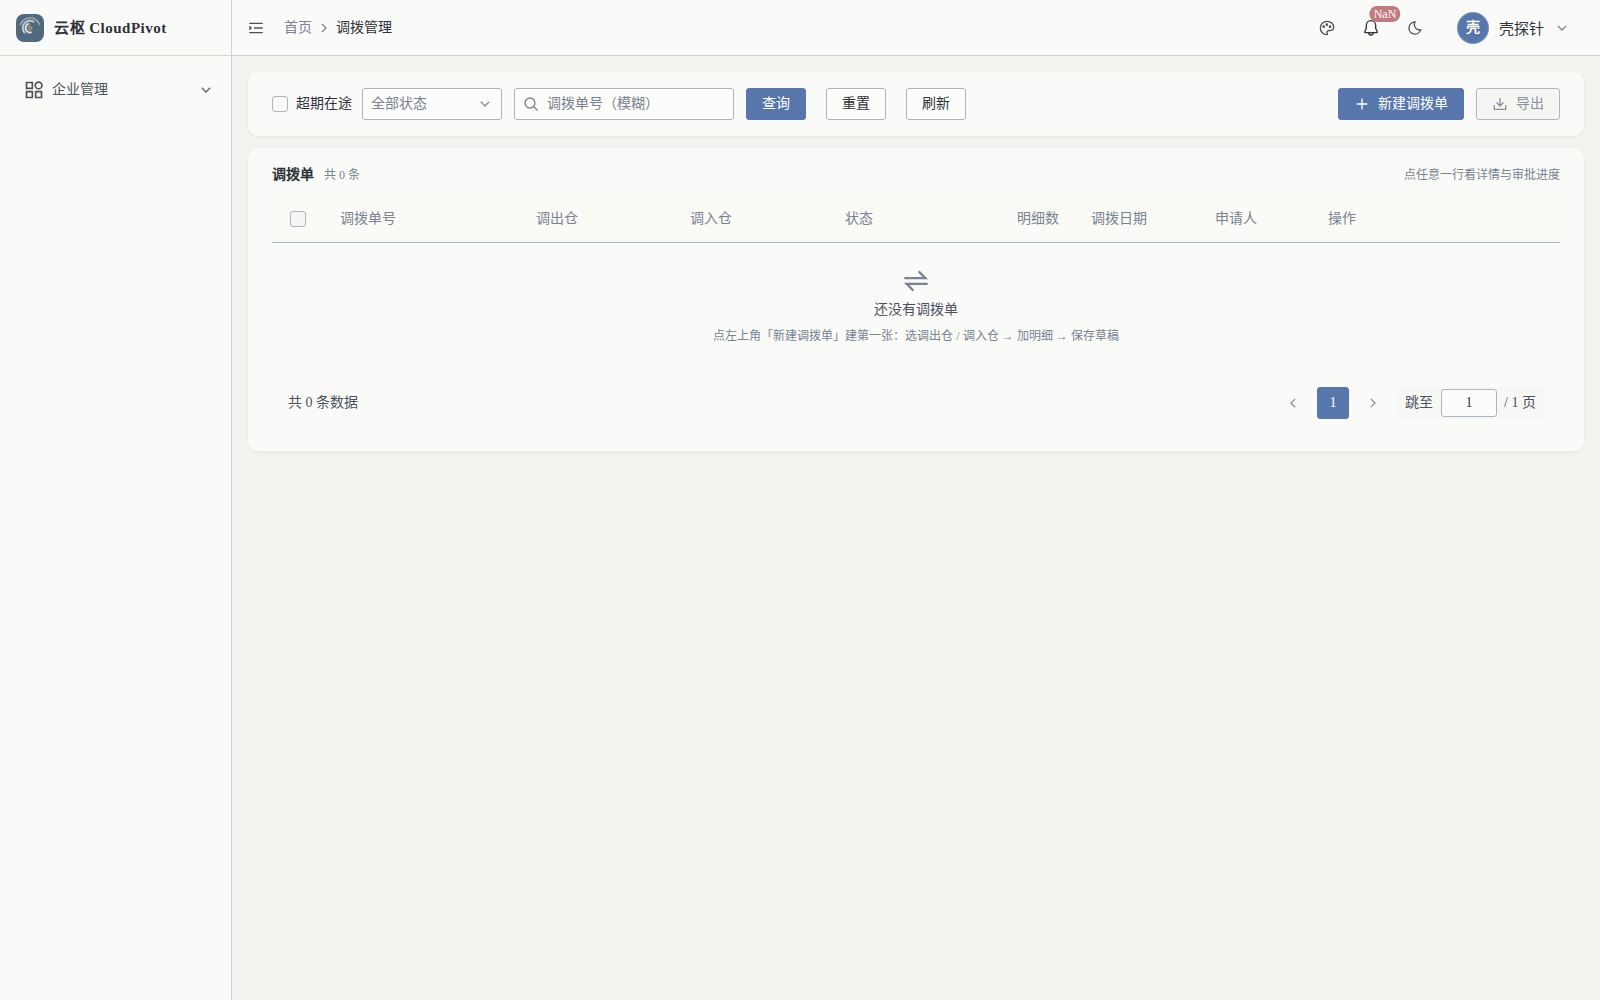 云枢 CloudPivot
首页 > 调拨管理
NaN
壳 壳探针
企业管理
超期在途 全部状态 调拨单号（模糊） 查询 重置 刷新 新建调拨单 导出
调拨单 共 0 条 点任意一行看详情与审批进度
调拨单号 调出仓 调入仓 状态 明细数 调拨日期 申请人 操作
还没有调拨单
点左上角「新建调拨单」建第一张：选调出仓 / 调入仓 → 加明细 → 保存草稿
共 0 条数据 1 跳至 1 / 1 页